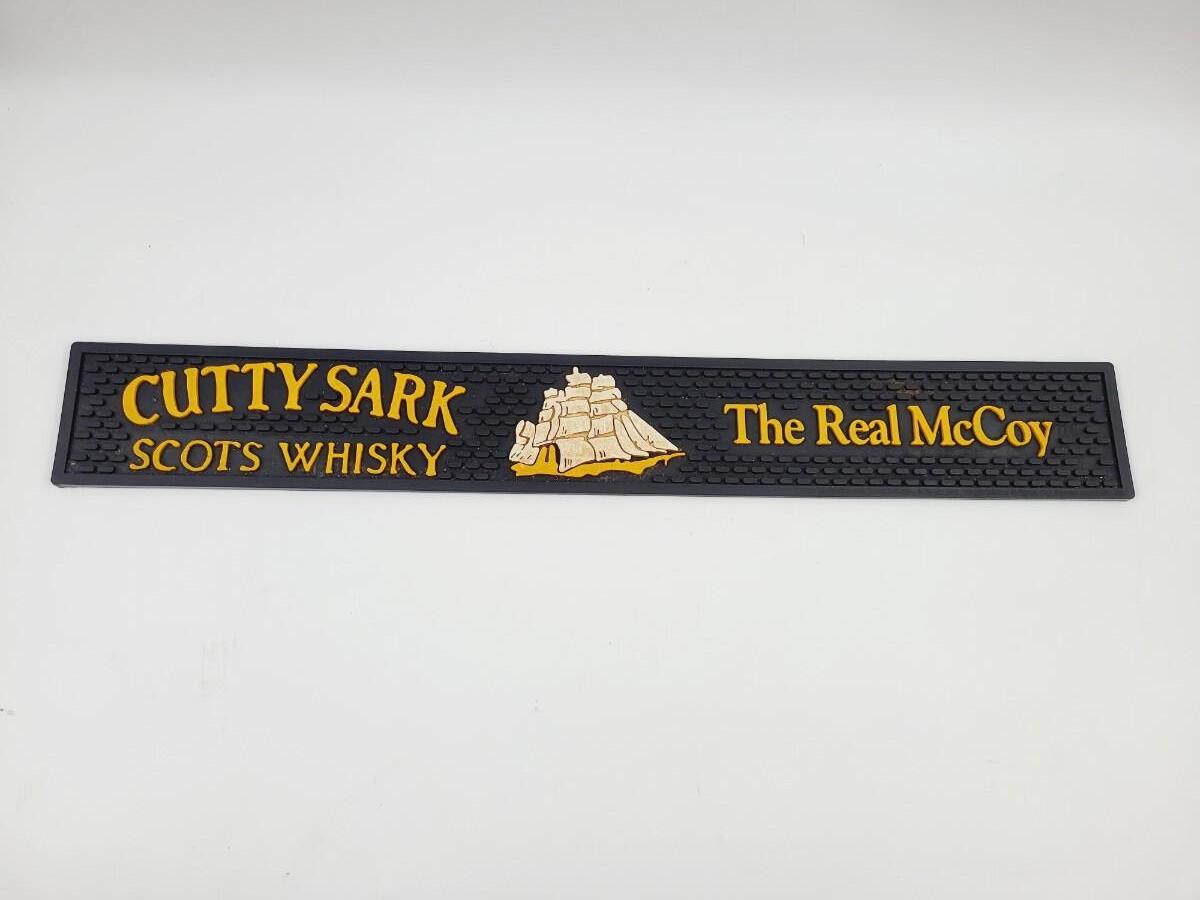 CUTTY SARK
SCOTS WHISKY
The Real McCoy